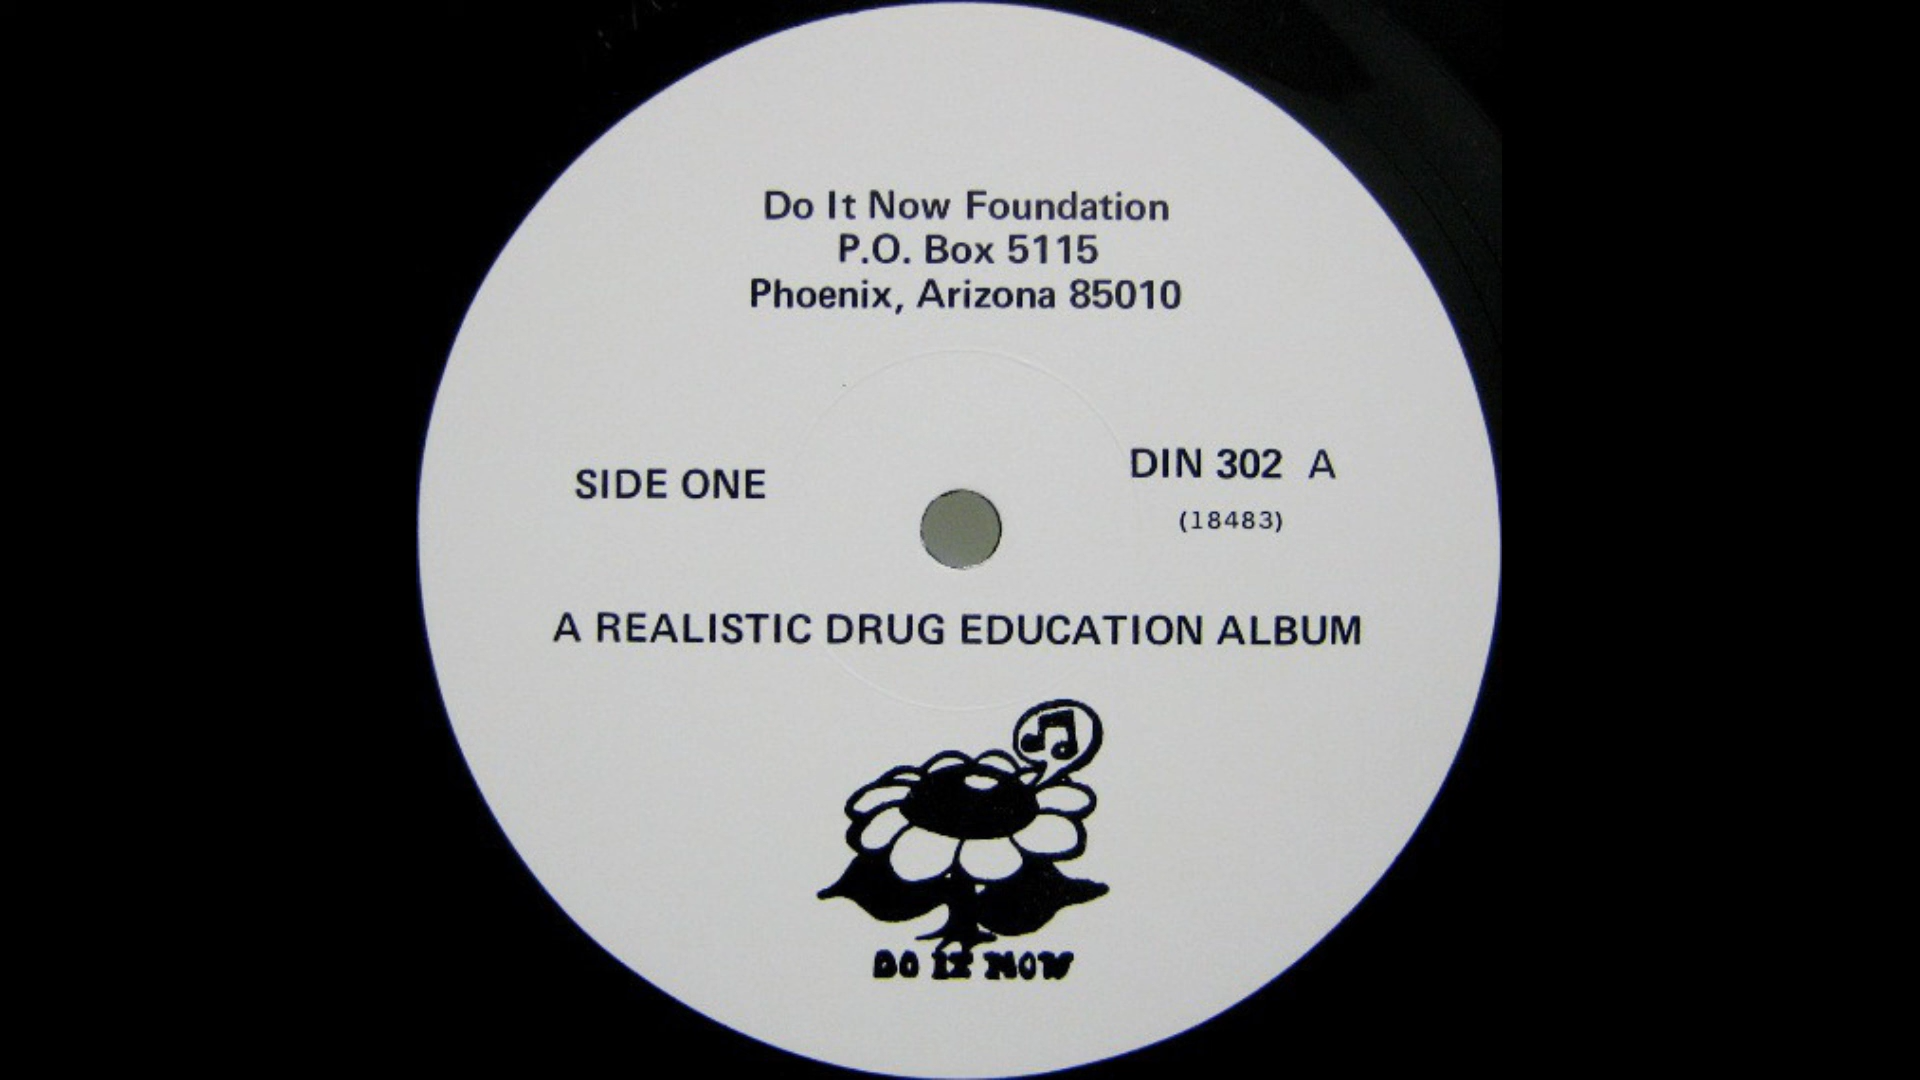 Do It Now Foundation
P.O. Box 5115
Phoenix, Arizona 85010
SIDE ONE
DIN 302 A
(18483)
A REALISTIC DRUG EDUCATION ALBUM
DO IT NOW